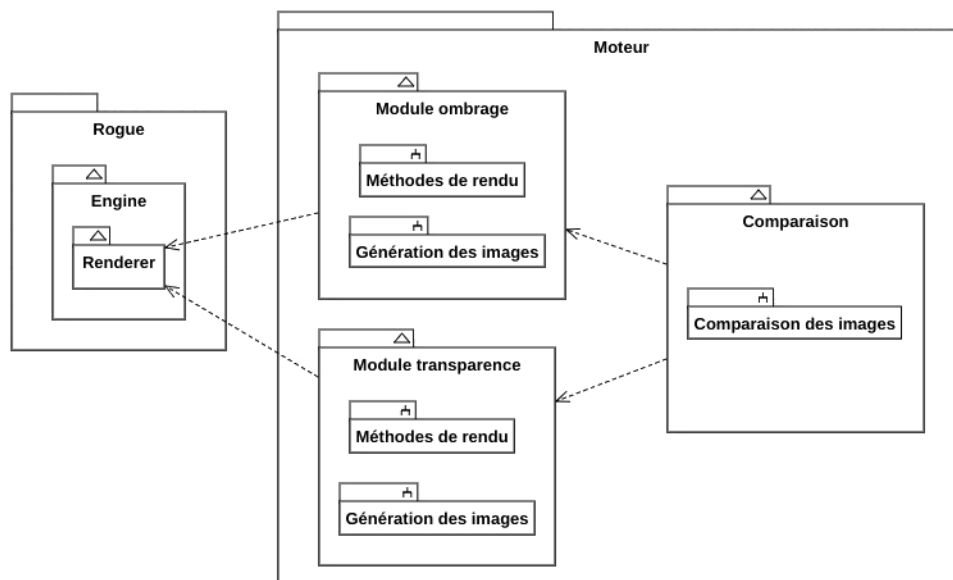 Moteur
Rogue
Engine
Renderer
Module ombrage
Méthodes de rendu
Génération des images
Module transparence
Méthodes de rendu
Génération des images
Comparaison
Comparaison des images